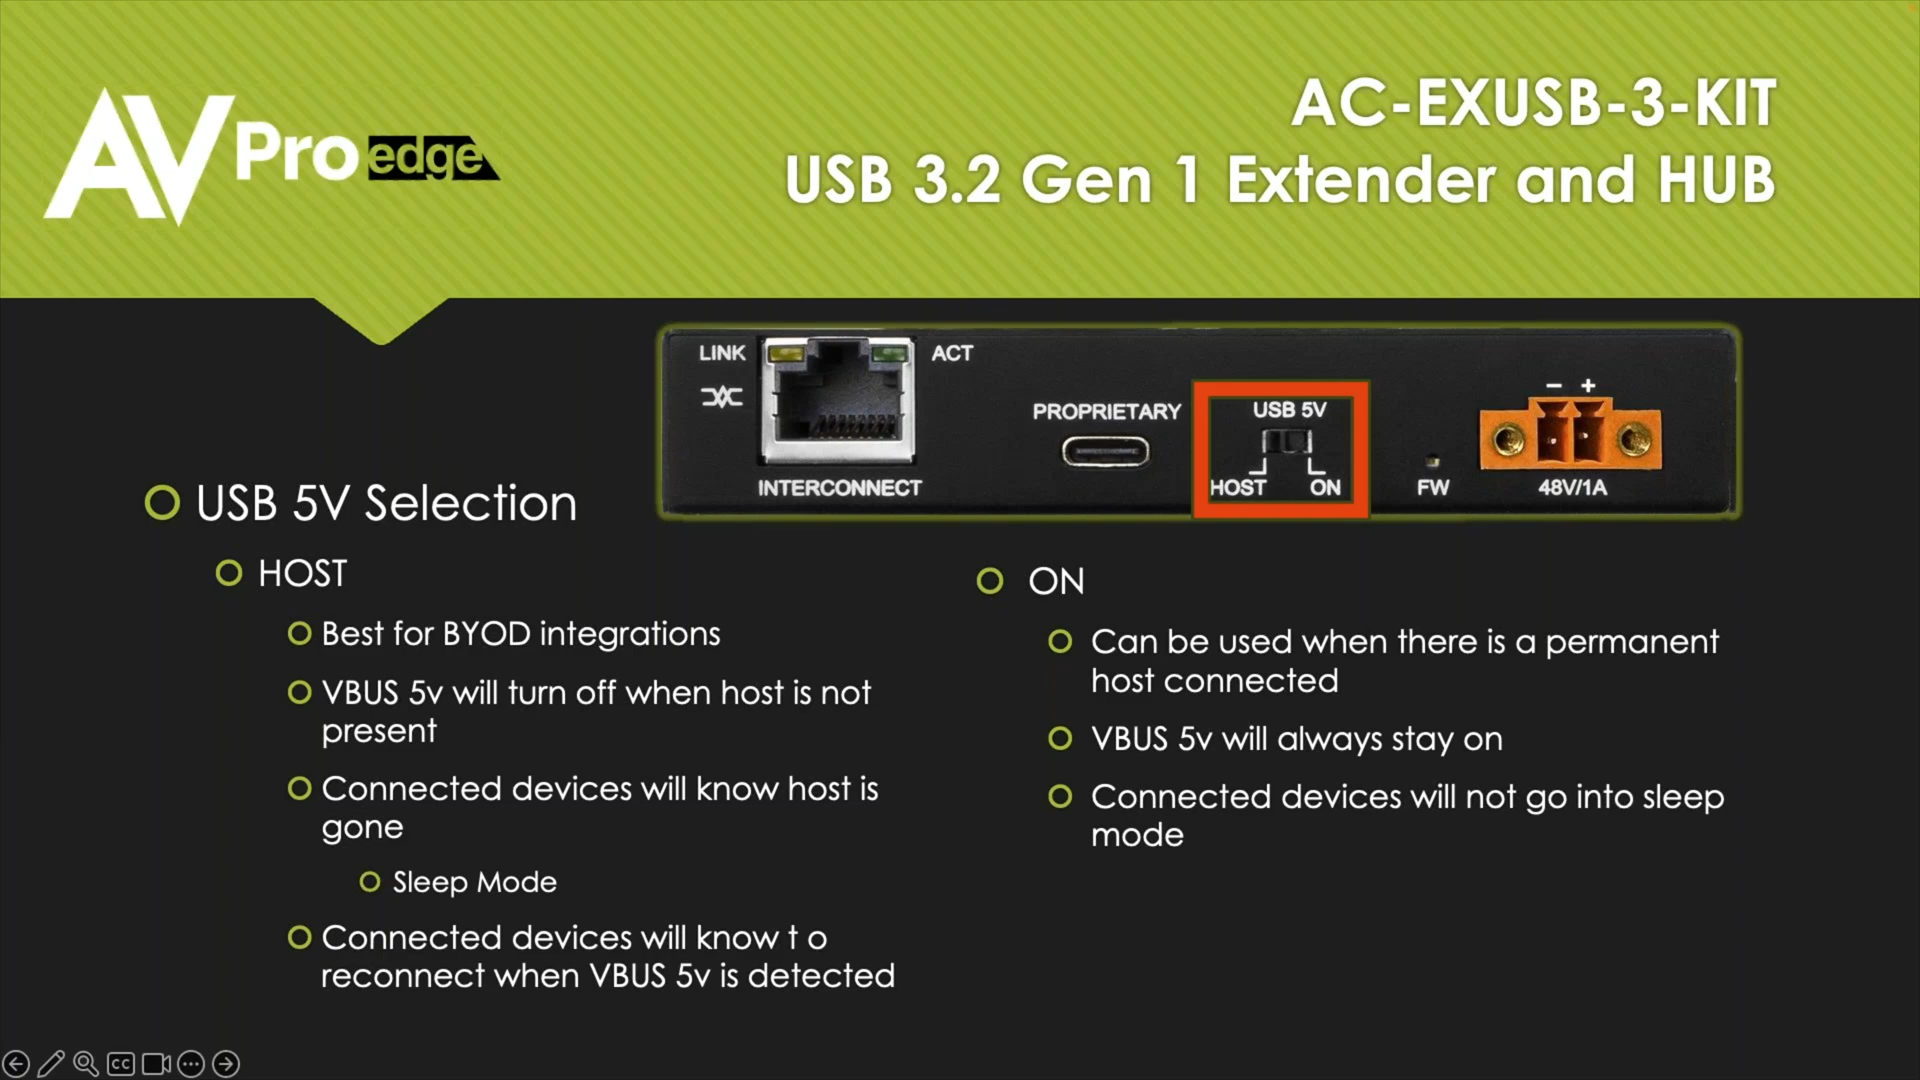 AVPro edge
AC-EXUSB-3-KIT
USB 3.2 Gen 1 Extender and HUB
LINK
ACT
PROPRIETARY
USB 5V
HOST
ON
INTERCONNECT
FW
- +
48V/1A
USB 5V Selection
HOST
Best for BYOD integrations
VBUS 5v will turn off when host is not
present
Connected devices will know host is
gone
Sleep Mode
Connected devices will know t o
reconnect when VBUS 5v is detected
ON
Can be used when there is a permanent
host connected
VBUS 5v will always stay on
Connected devices will not go into sleep
mode
CC